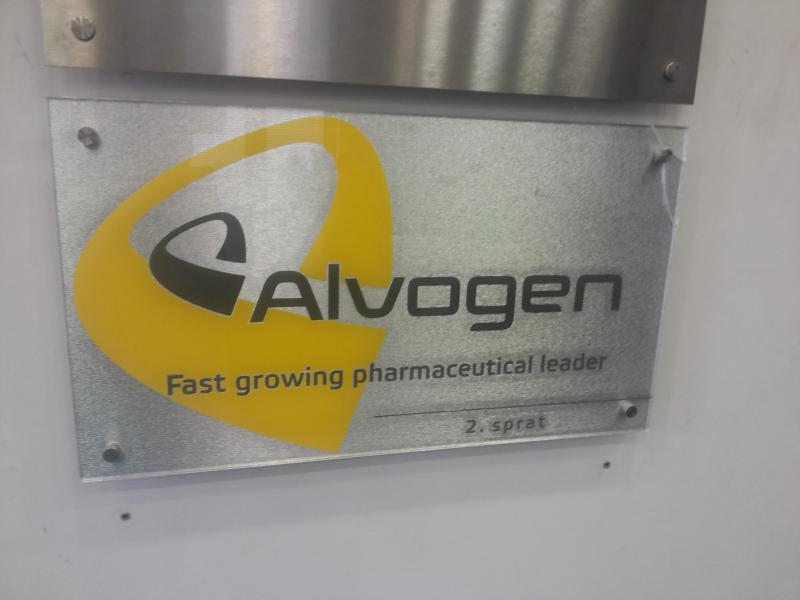 Alvogen
Fast growing pharmaceutical leader
2. sprat